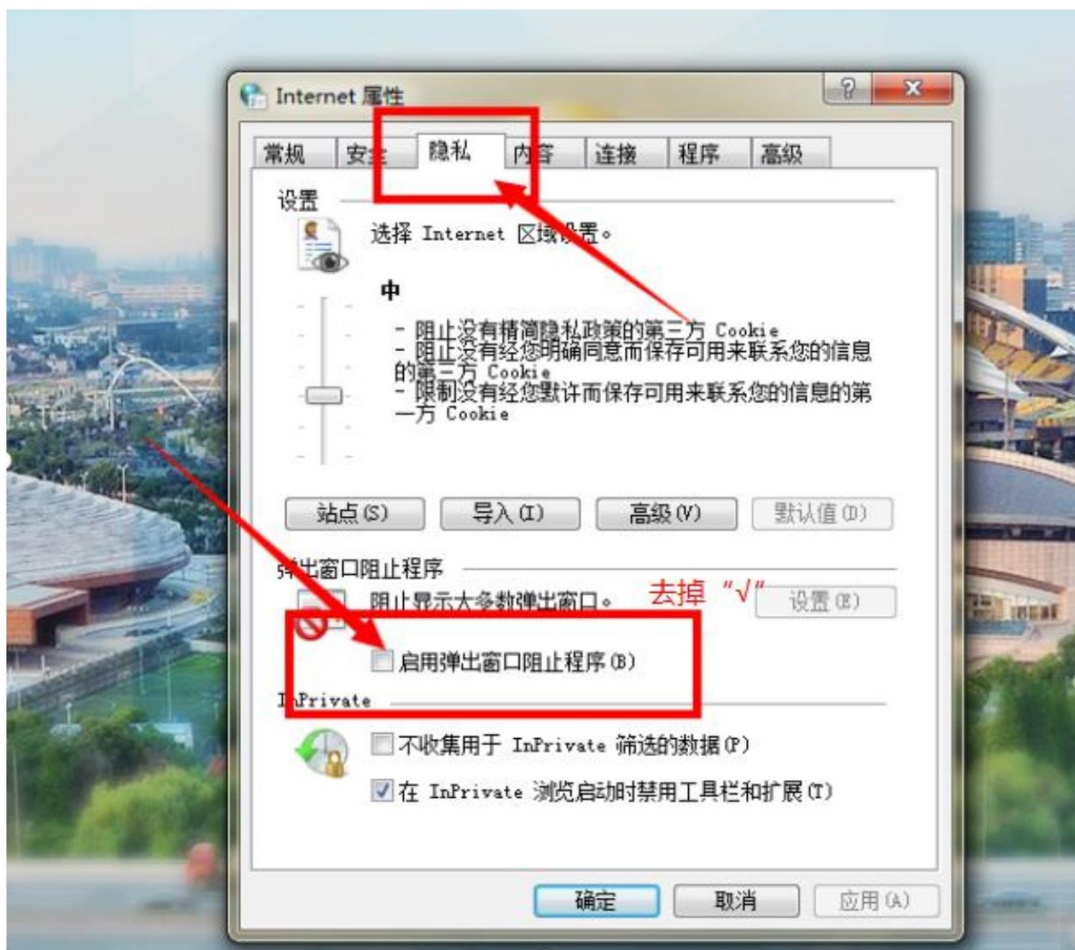 Internet 属性
常规 安全 隐私 内容 连接 程序 高级
设置
选择 Internet 区域设置。
中
- 阻止没有精简隐私政策的第三方 Cookie
- 阻止没有经您明确同意而保存可用来联系您的信息
的第三方 Cookie
- 限制没有经您默许而保存可用来联系您的信息的第
一方 Cookie
站点(S) 导入(I) 高级(V) 默认值(D)
弹出窗口阻止程序
阻止显示大多数弹出窗口。 去掉“√” 设置(E)
启用弹出窗口阻止程序(B)
InPrivate
不收集用于 InPrivate 筛选的数据(P)
在 InPrivate 浏览启动时禁用工具栏和扩展(T)
确定 取消 应用(A)